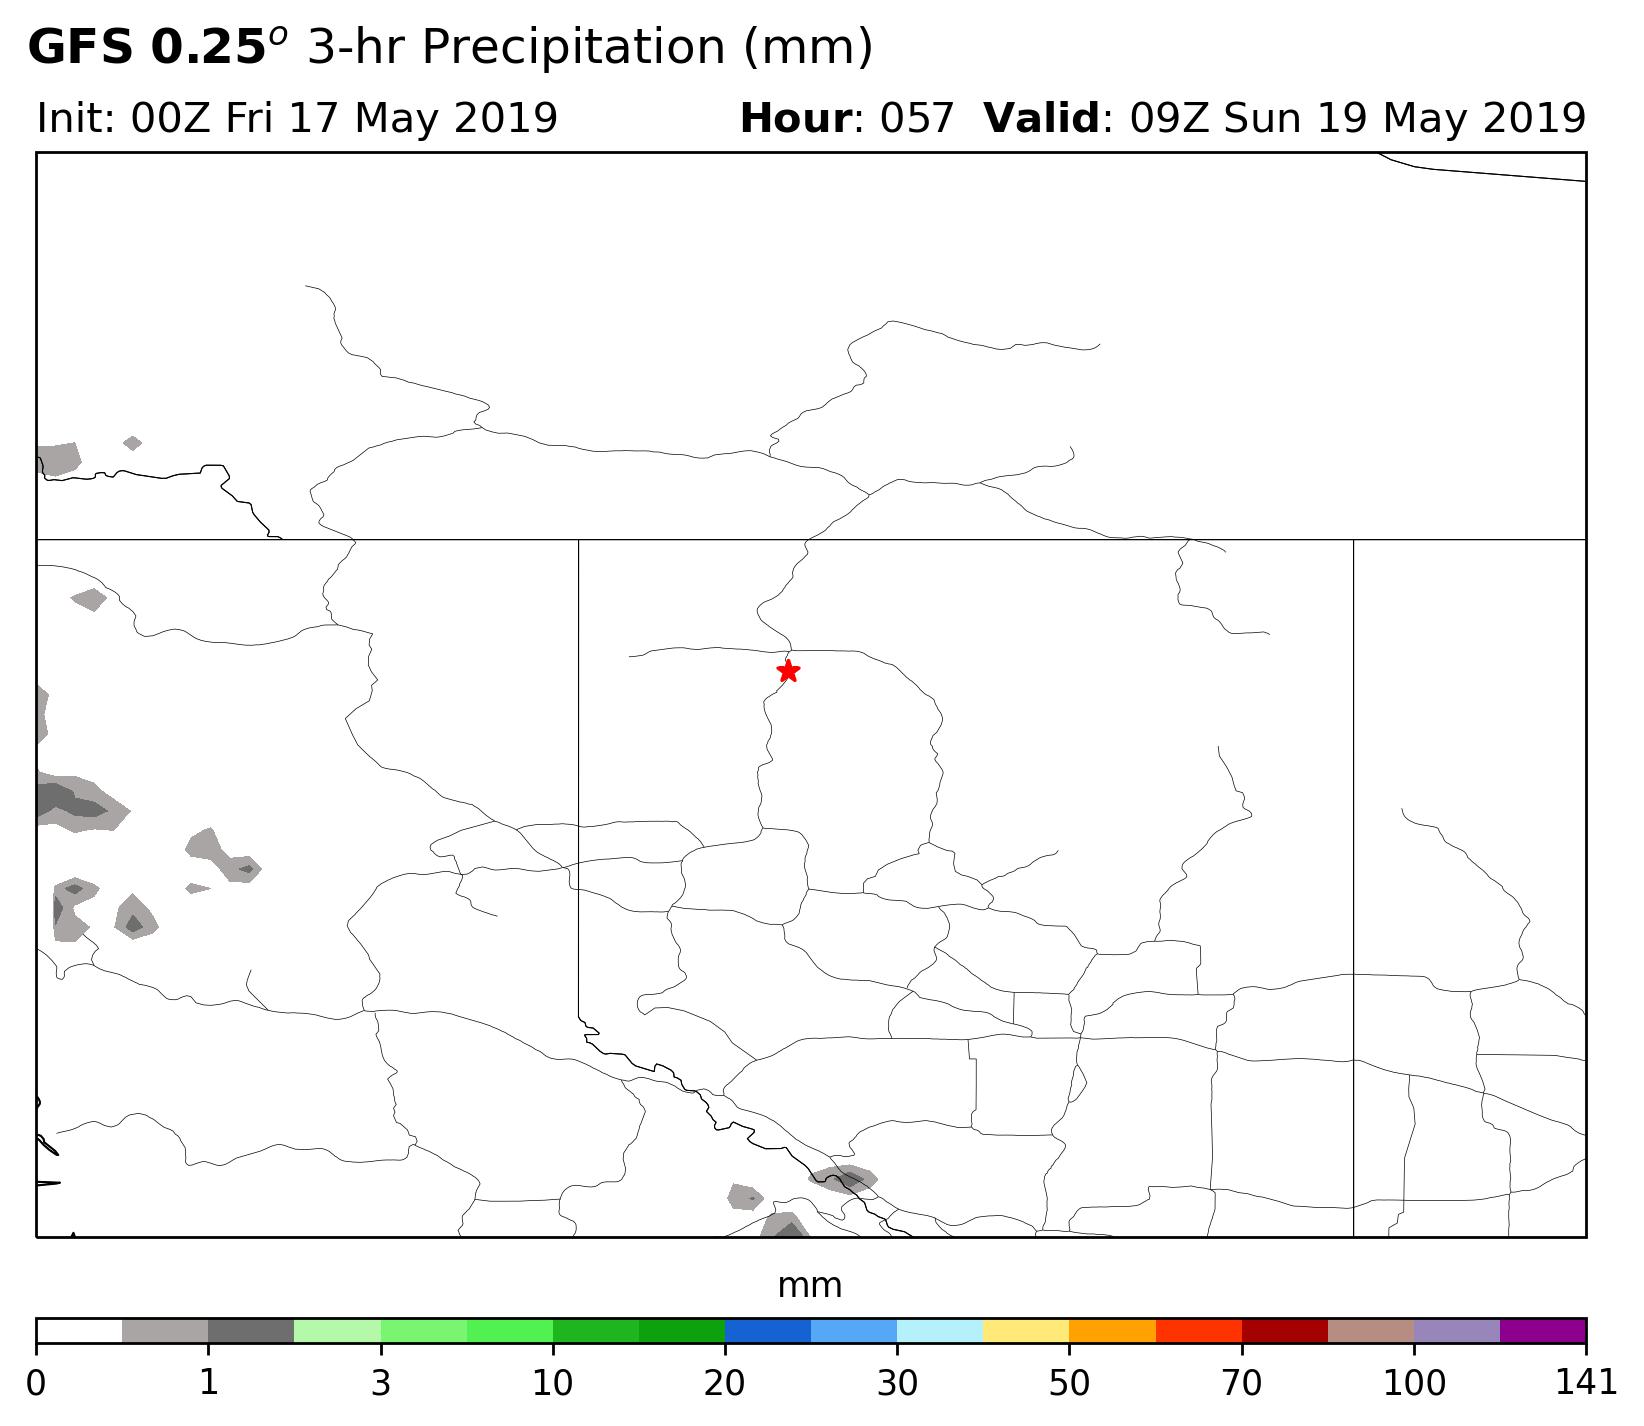 GFS 0.25° 3-hr Precipitation (mm)
Init: 00Z Fri 17 May 2019
Hour: 057 Valid: 09Z Sun 19 May 2019
mm
0 1 3 10 20 30 50 70 100 141